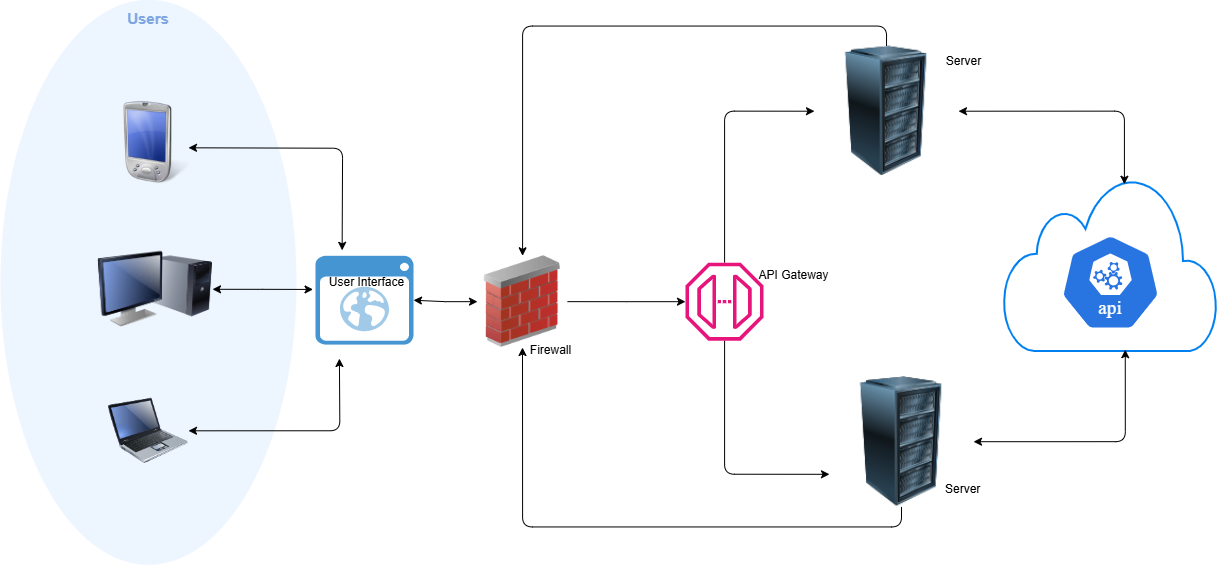 Users
Server
API Gateway
User Interface
api
Firewall
Server